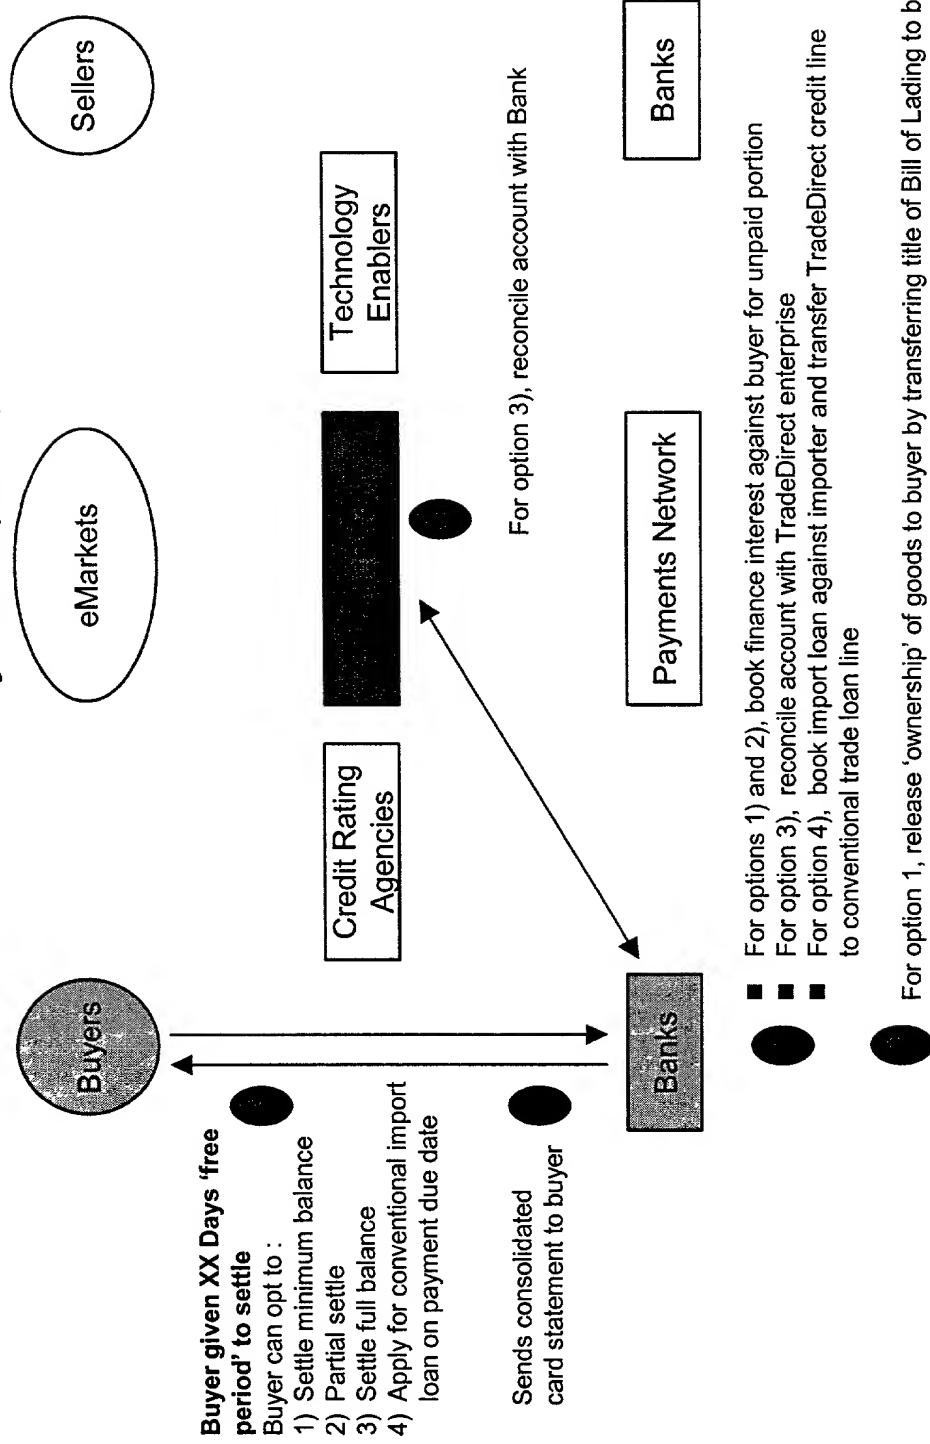 Buyers
eMarkets
Sellers
Buyer given XX Days 'free
period' to settle
Buyer can opt to :
1) Settle minimum balance
2) Partial settle
3) Settle full balance
4) Apply for conventional import
loan on payment due date
Credit Rating
Agencies
Technology
Enablers
For option 3), reconcile account with Bank
Sends consolidated
card statement to buyer
Banks
Payments Network
Banks
■ For options 1) and 2), book finance interest against buyer for unpaid portion
■ For option 3), reconcile account with TradeDirect enterprise
■ For option 4), book import loan against importer and transfer TradeDirect credit line
to conventional trade loan line
For option 1, release 'ownership' of goods to buyer by transferring title of Bill of Lading to b